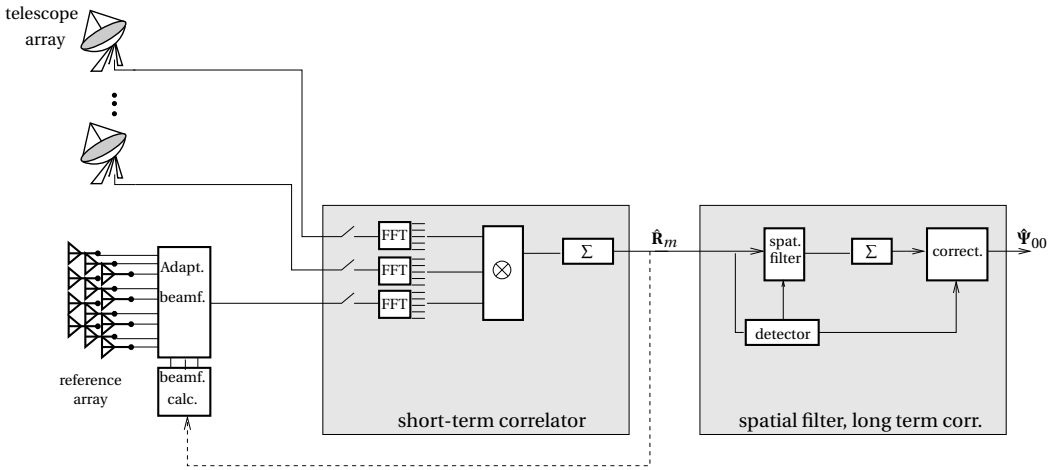 telescope
array
Adapt.
beamf.
reference
array
beamf.
calc.
FFT
FFT
FFT
⊗
Σ
short-term correlator
R̂m
spat.
filter
Σ
correct.
detector
spatial filter, long term corr.
Ψ̂00